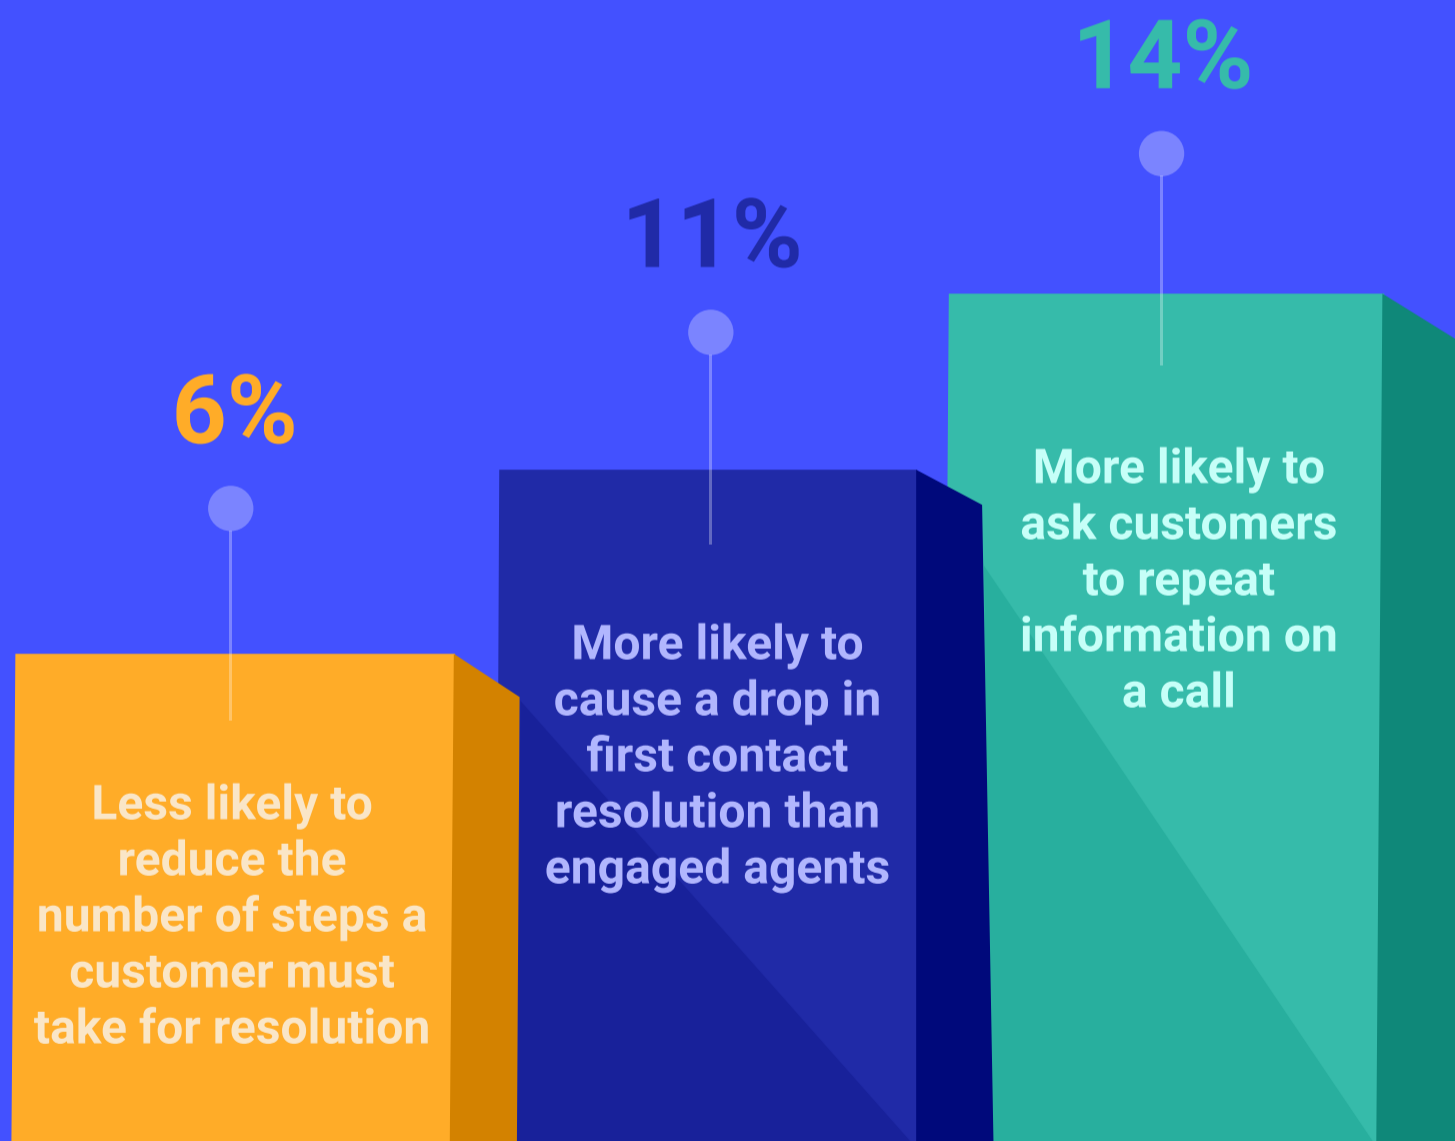 6%
Less likely to
reduce the
number of steps a
customer must
take for resolution
11%
More likely to
cause a drop in
first contact
resolution than
engaged agents
14%
More likely to
ask customers
to repeat
information on
a call